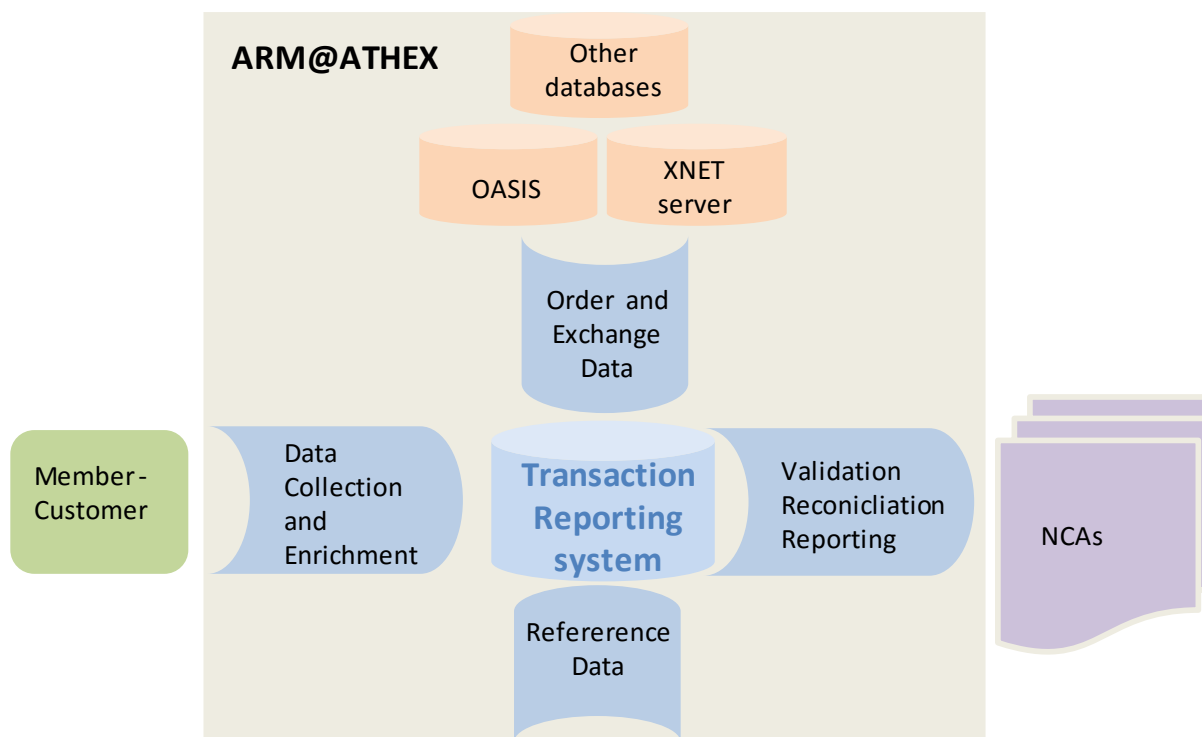 ARM@ATHEX
Other
databases
OASIS
XNET
server
Order and
Exchange
Data
Member -
Customer
Data
Collection
and
Enrichment
Transaction
Reporting
system
Validation
Reconicliation
Reporting
NCAs
Refererence
Data